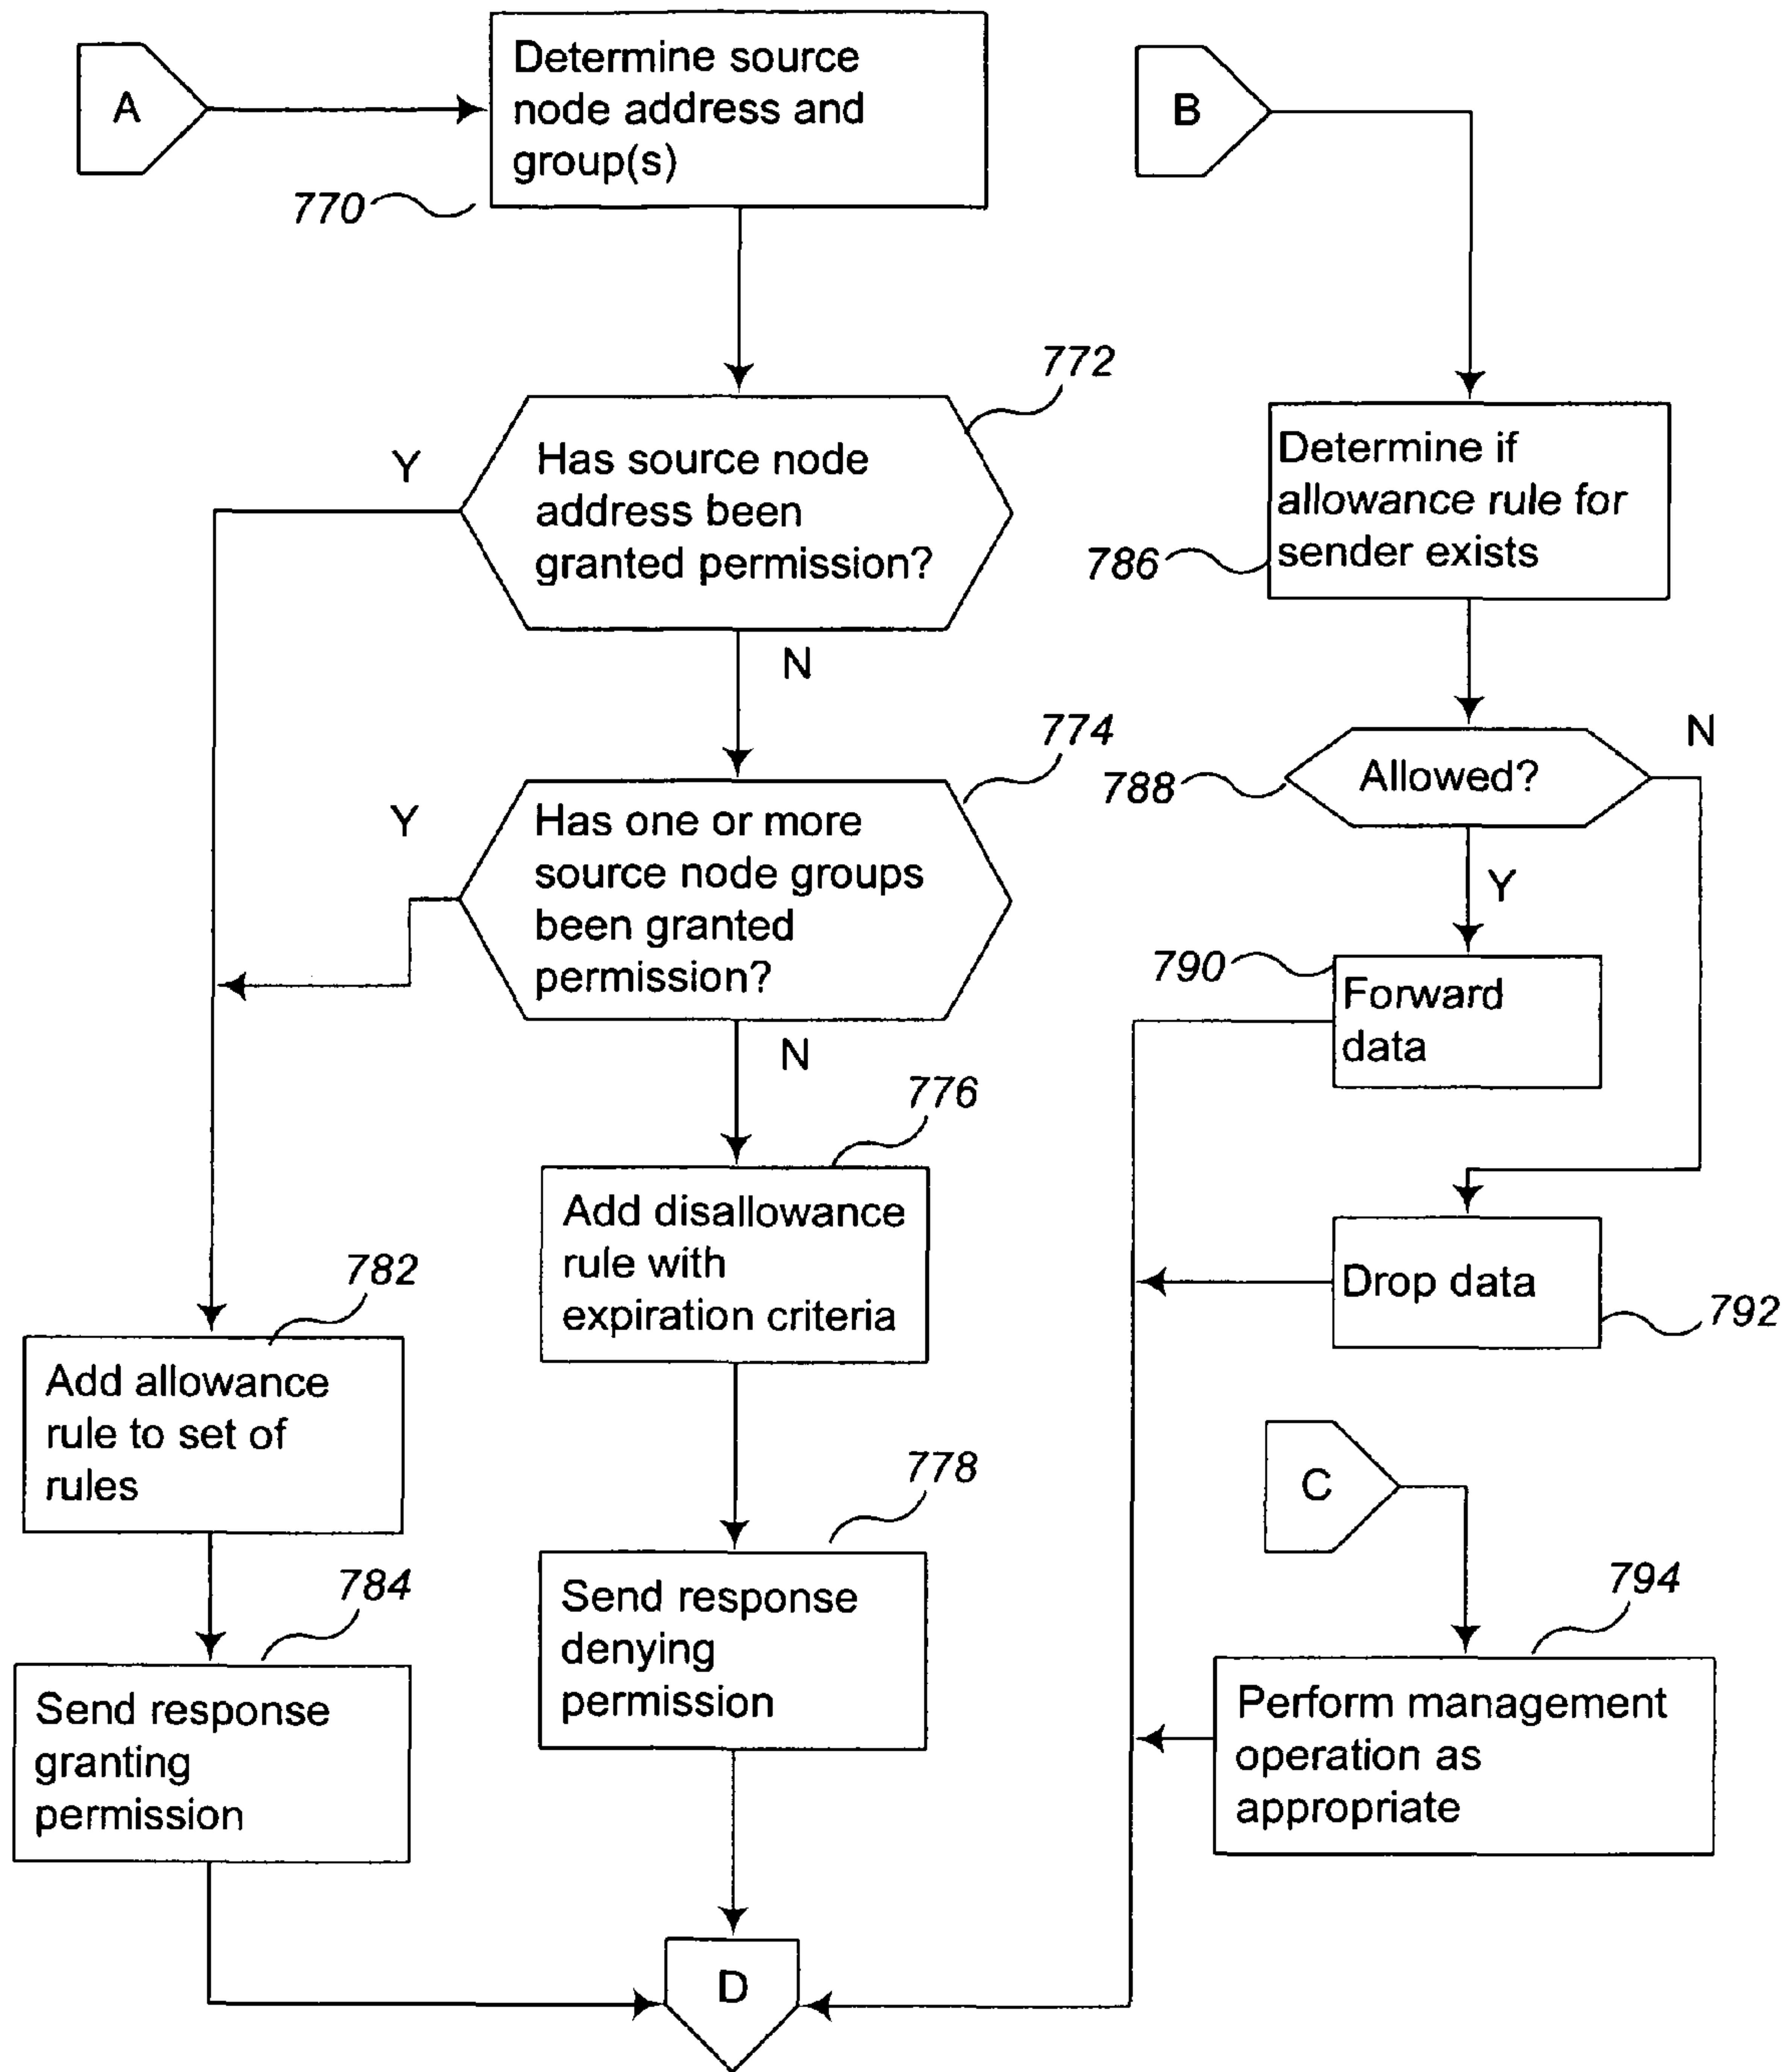 A
Determine source
node address and
group(s)
770
772
Has source node
address been
granted permission?
Y
N
774
Has one or more
source node groups
been granted
permission?
Y
N
776
Add disallowance
rule with
expiration criteria
778
Send response
denying
permission
782
Add allowance
rule to set of
rules
784
Send response
granting
permission
B
Determine if
allowance rule for
sender exists
786
Allowed?
788
N
Y
790
Forward
data
Drop data
792
C
794
Perform management
operation as
appropriate
D